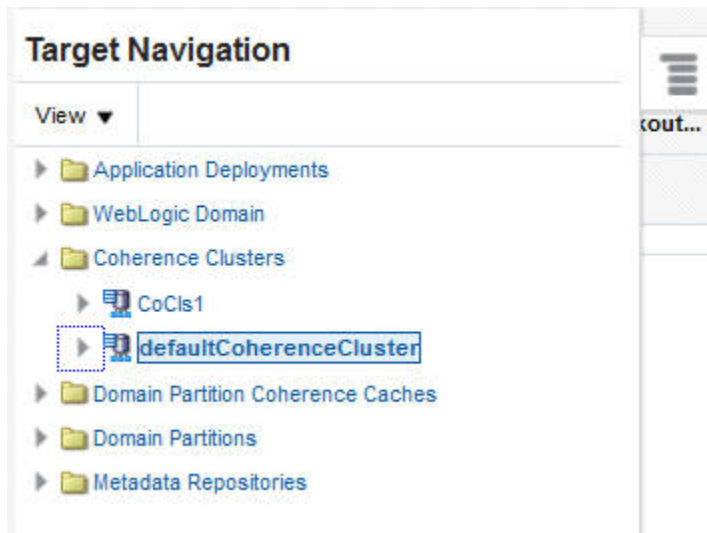 Target Navigation
View
kout...
Application Deployments
WebLogic Domain
Coherence Clusters
CoCls1
defaultCoherenceCluster
Domain Partition Coherence Caches
Domain Partitions
Metadata Repositories